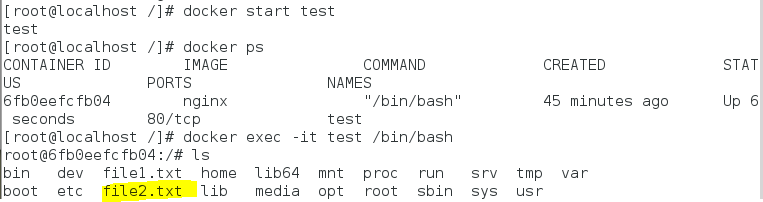 [root@localhost /]# docker start test
test
[root@localhost /]# docker ps
CONTAINER ID        IMAGE               COMMAND             CREATED             STAT
US              PORTS               NAMES
6fb0eefcfb04        nginx               "/bin/bash"         45 minutes ago      Up 6
 seconds        80/tcp              test
[root@localhost /]# docker exec -it test /bin/bash
root@6fb0eefcfb04:/# ls
bin   dev  file1.txt  home  lib64  mnt  proc  run   srv  tmp  var
boot  etc  file2.txt  lib   media  opt  root  sbin  sys  usr